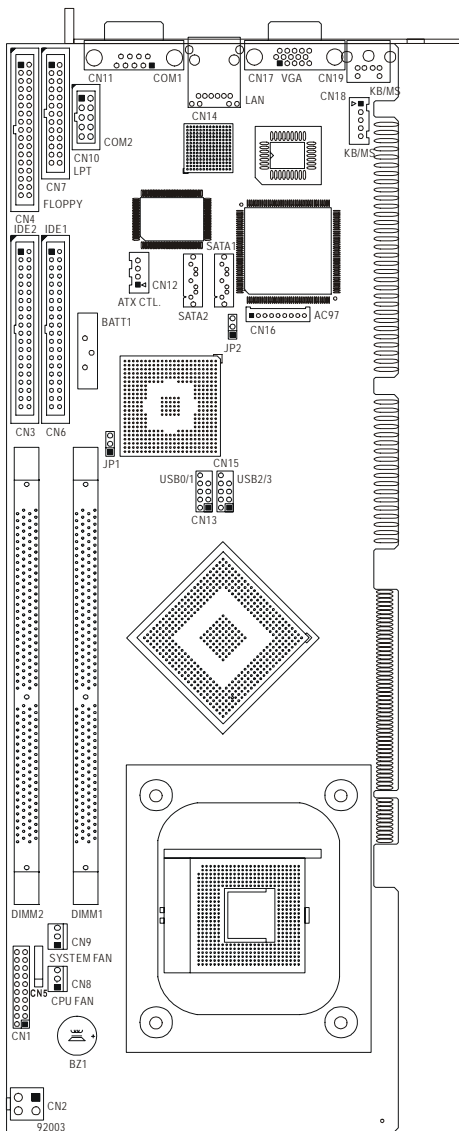 CN11
COM1
CN17
VGA
CN19
LAN
CN18
KB/MS
CN14
CN10
COM2
KB/MS
CN7
LPT
CN4
FLOPPY
IDE2
IDE1
SATA1
CN12
ATX CTL.
SATA2
CN16
AC97
BATT1
JP2
CN3
CN6
JP1
CN15
USB0/1
USB2/3
CN13
DIMM2
DIMM1
CN9
SYSTEM FAN
CN8
CN5
CPU FAN
CN1
BZ1
CN2
92003